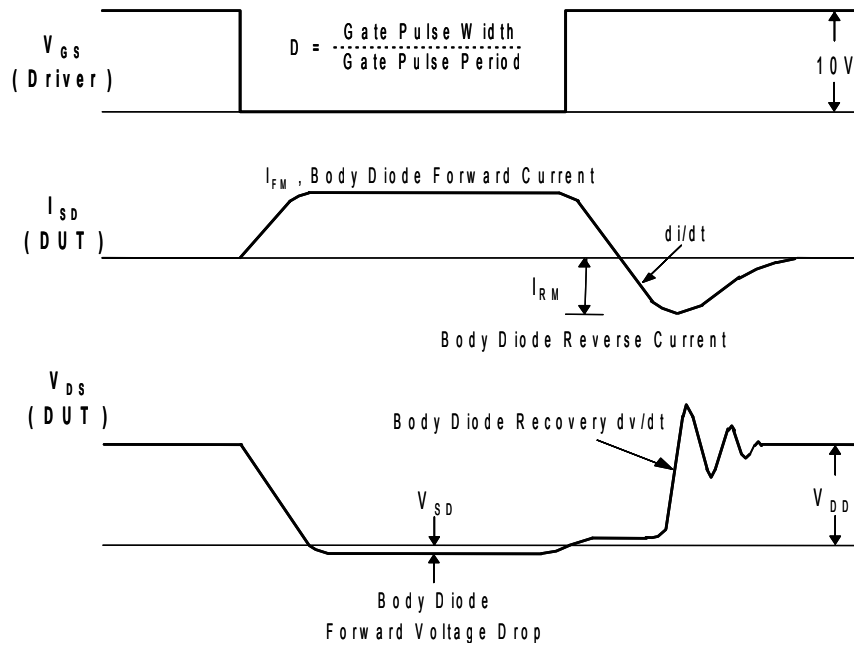 V GS
(Driver)
D = Gate Pulse Width
Gate Pulse Period
10V
I FM , Body Diode Forward Current
I SD
(DUT)
di/dt
I RM
Body Diode Reverse Current
V DS
(DUT)
Body Diode Recovery dv/dt
V SD
V DD
Body Diode
Forward Voltage Drop